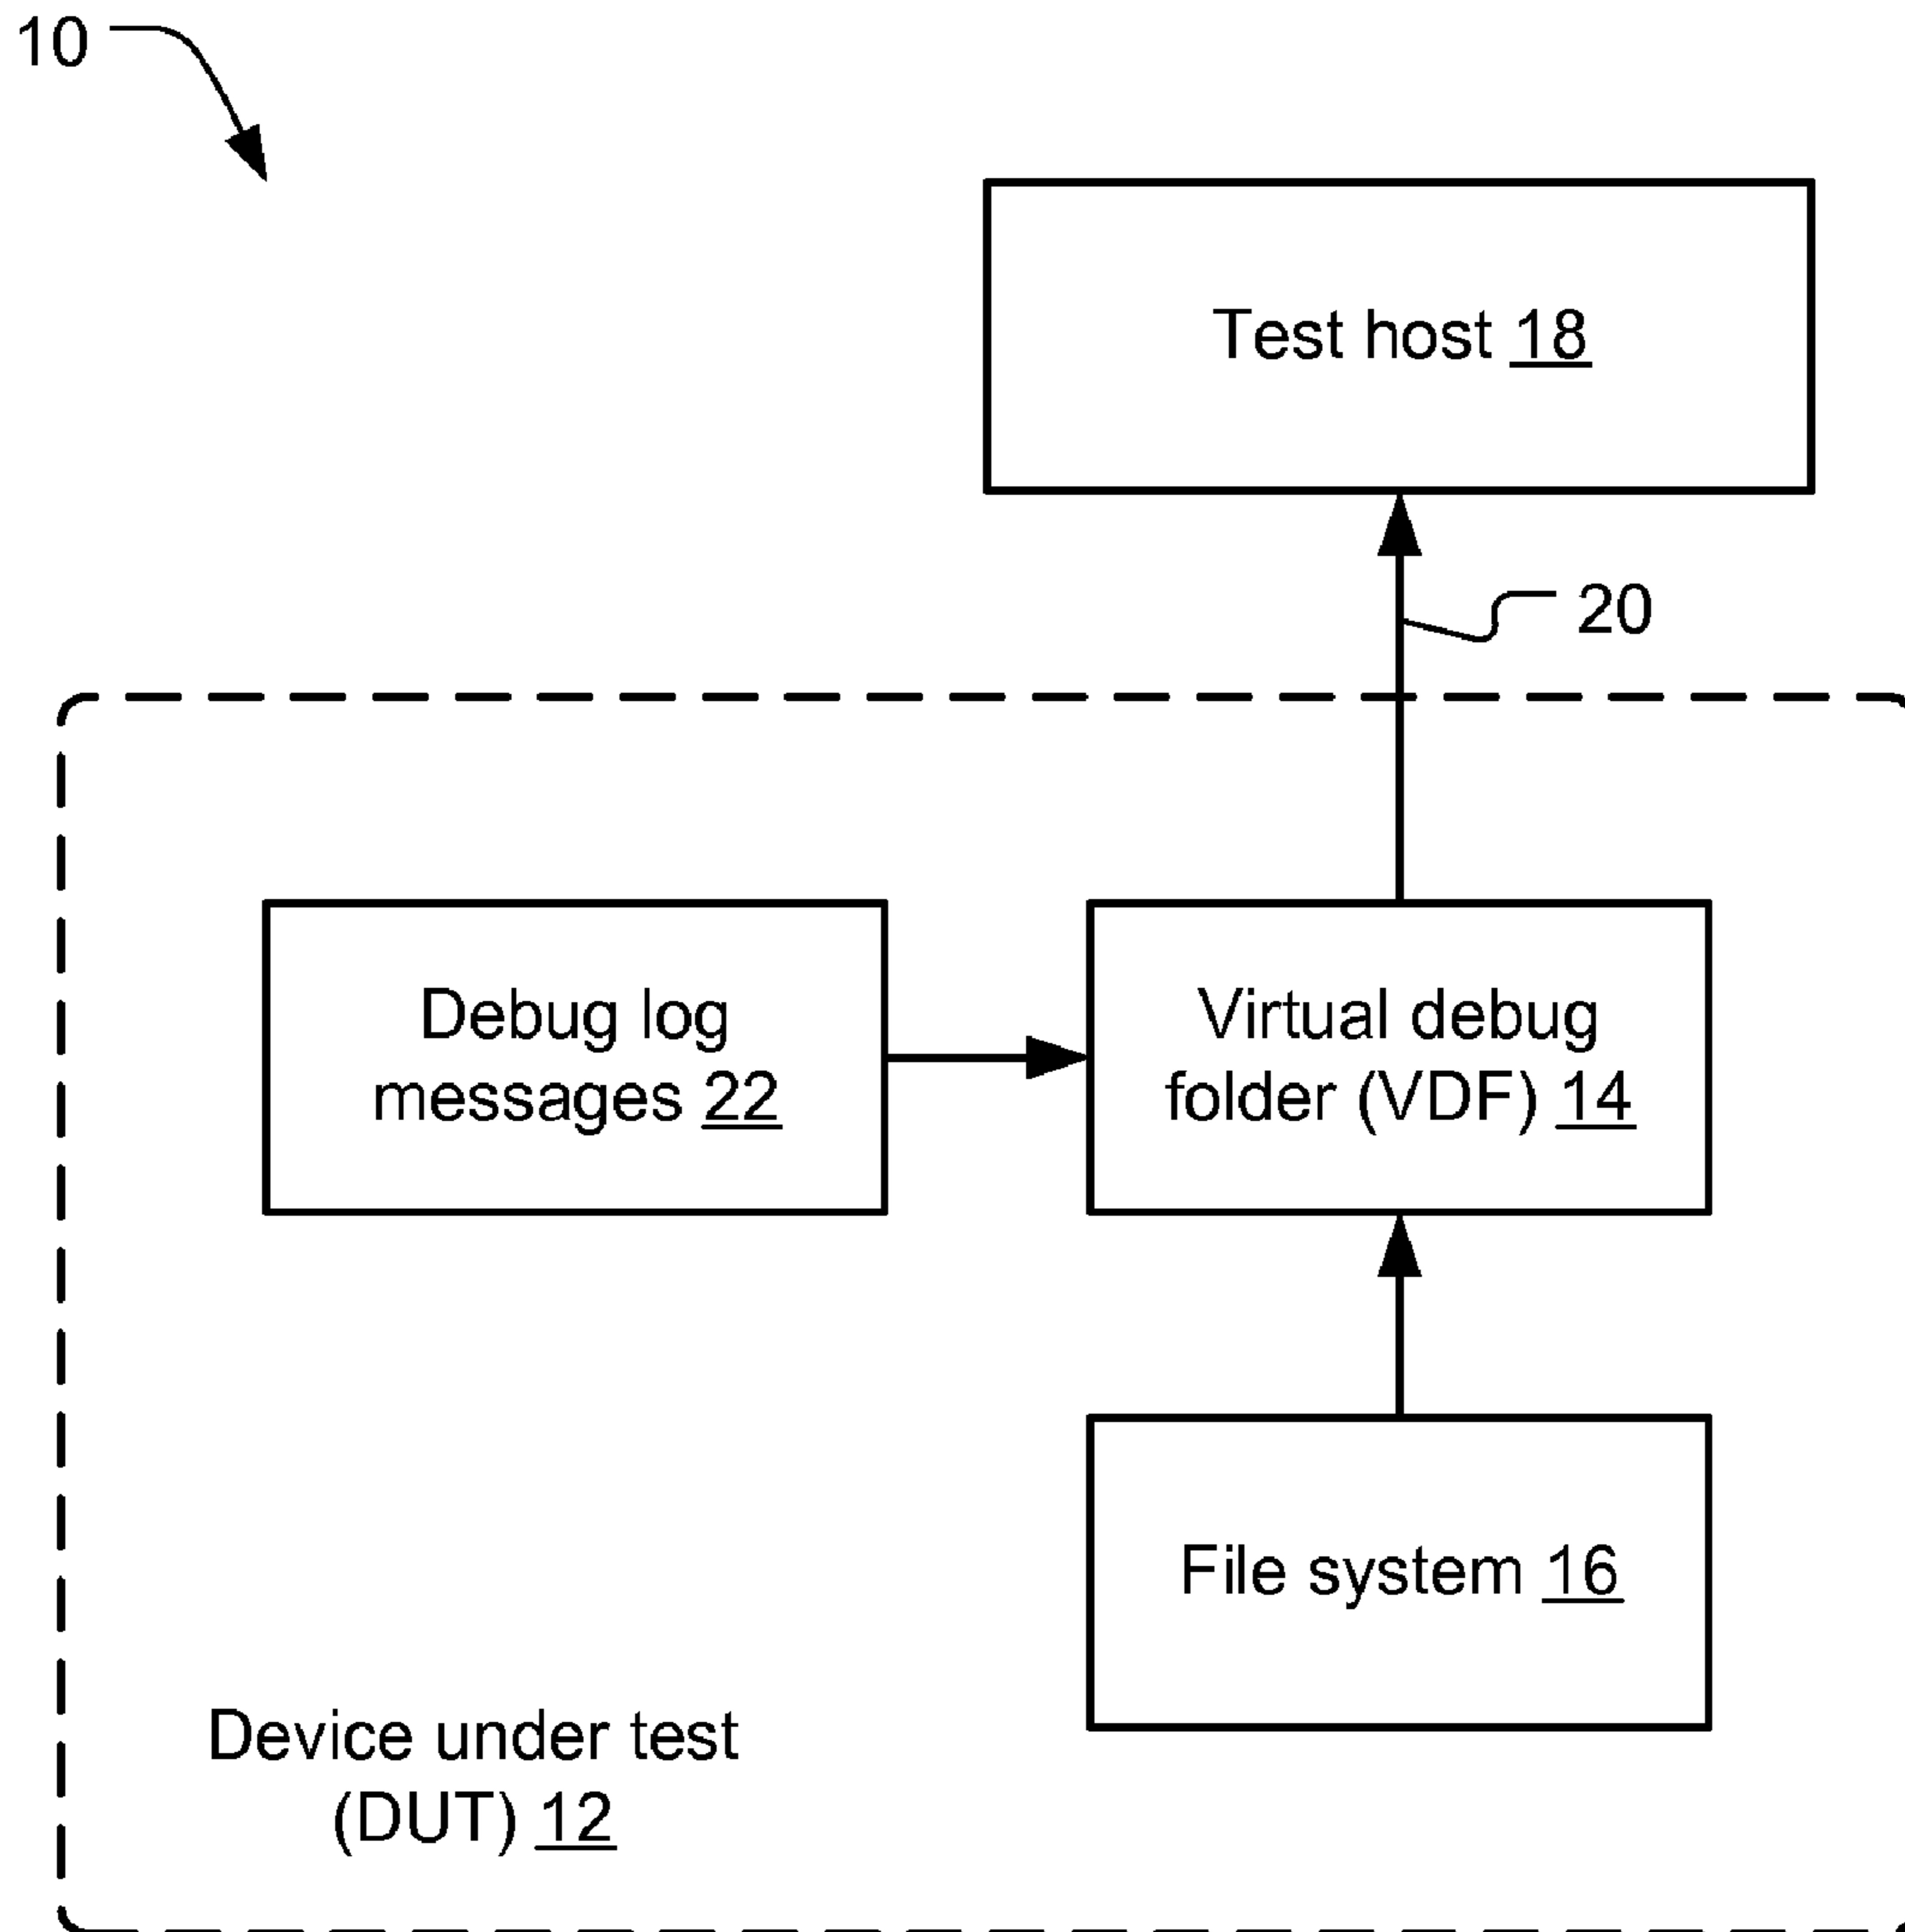 10
Test host 18
20
Debug log
messages 22
Virtual debug
folder (VDF) 14
File system 16
Device under test
(DUT) 12